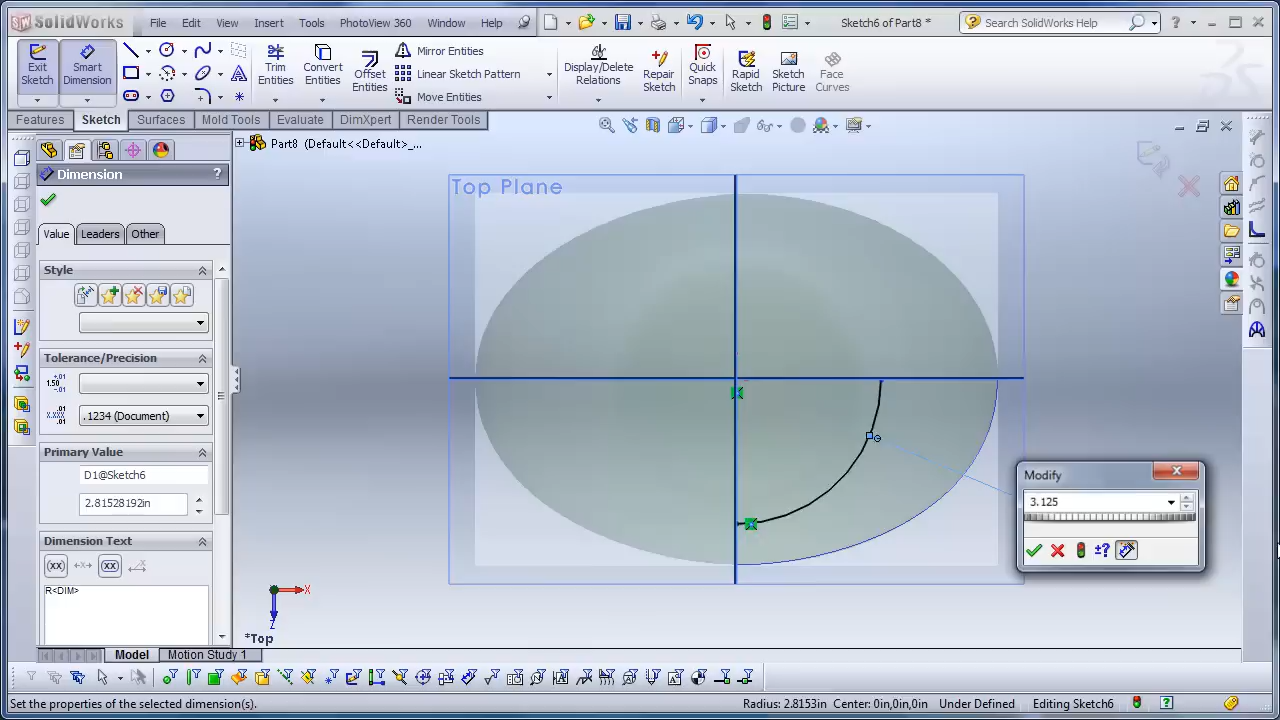 SolidWorks
File Edit View Insert Tools PhotoView 360 Window Help
Sketch6 of Part8 *
Search SolidWorks Help
Exit Sketch
Smart Dimension
Trim Entities
Convert Entities
Offset Entities
Mirror Entities
Linear Sketch Pattern
Move Entities
Display/Delete Relations
Repair Sketch
Quick Snaps
Rapid Sketch
Sketch Picture
Face Curves
Features Sketch Surfaces Mold Tools Evaluate DimXpert Render Tools
Part8 (Default<<Default>_...
Dimension ?
Value Leaders Other
Style
Tolerance/Precision
.1234 (Document)
Primary Value
D1@Sketch6
2.81528192in
Dimension Text
(xx) (xx)
R<DIM>
Top Plane
Modify
3.125
±?
X
Z
*Top
Model Motion Study 1
Set the properties of the selected dimension(s).
Radius: 2.8153in Center: 0in,0in,0in Under Defined Editing Sketch6